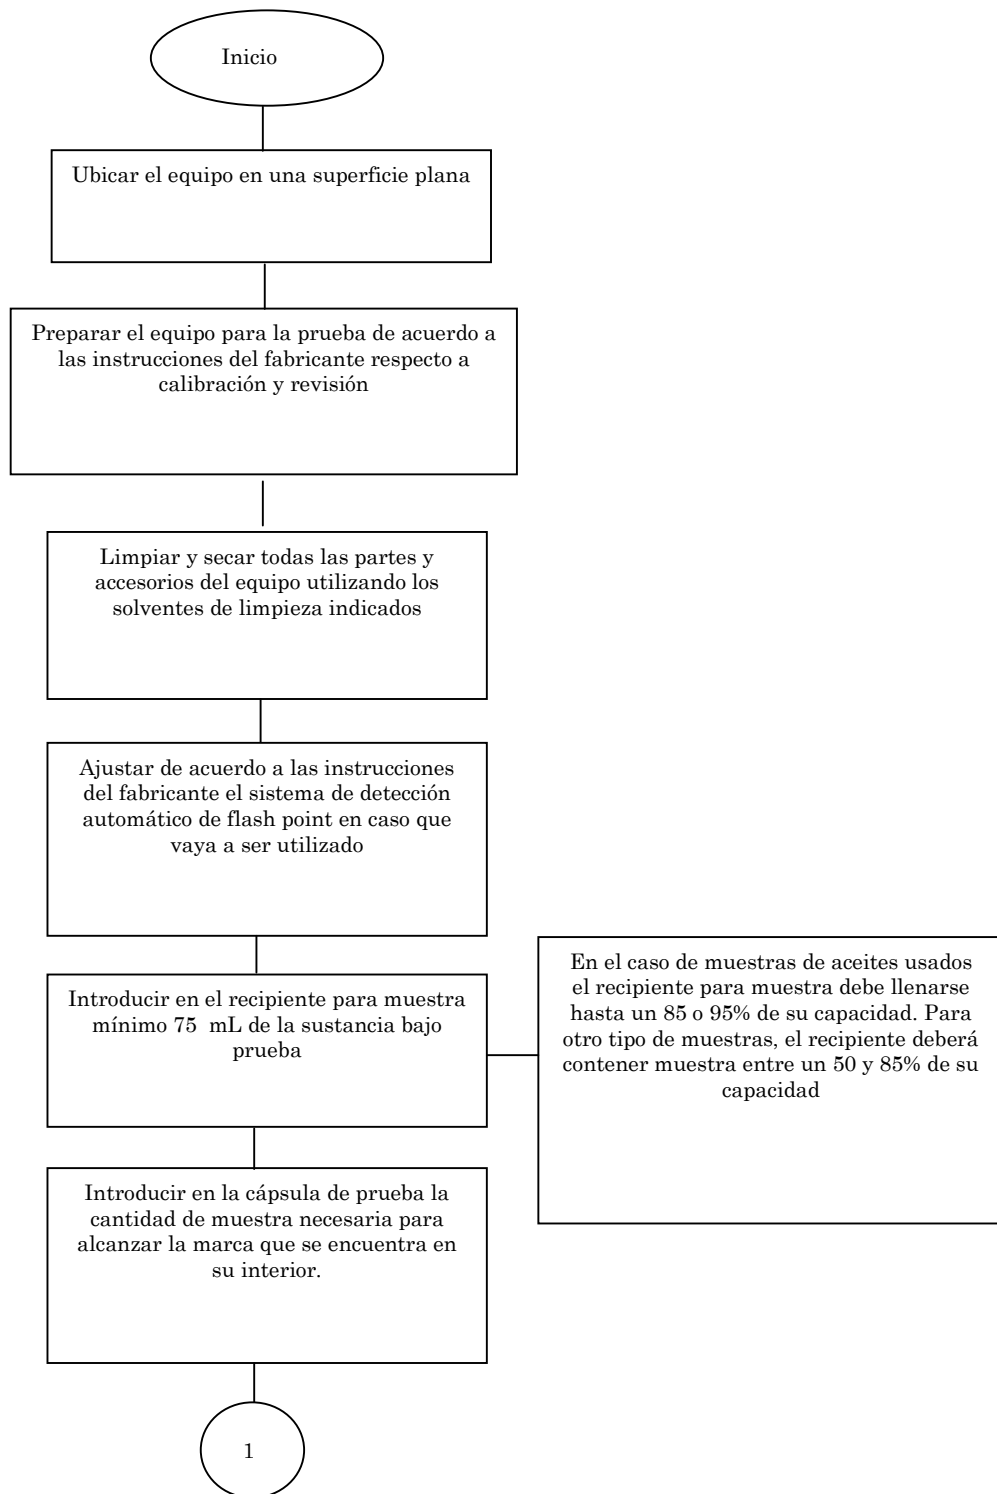 Inicio
Ubicar el equipo en una superficie plana
Preparar el equipo para la prueba de acuerdo a
las instrucciones del fabricante respecto a
calibración y revisión
Limpiar y secar todas las partes y
accesorios del equipo utilizando los
solventes de limpieza indicados
Ajustar de acuerdo a las instrucciones
del fabricante el sistema de detección
automático de flash point en caso que
vaya a ser utilizado
Introducir en el recipiente para muestra
mínimo 75 mL de la sustancia bajo
prueba
En el caso de muestras de aceites usados
el recipiente para muestra debe llenarse
hasta un 85 o 95% de su capacidad. Para
otro tipo de muestras, el recipiente deberá
contener muestra entre un 50 y 85% de su
capacidad
Introducir en la cápsula de prueba la
cantidad de muestra necesaria para
alcanzar la marca que se encuentra en
su interior.
1